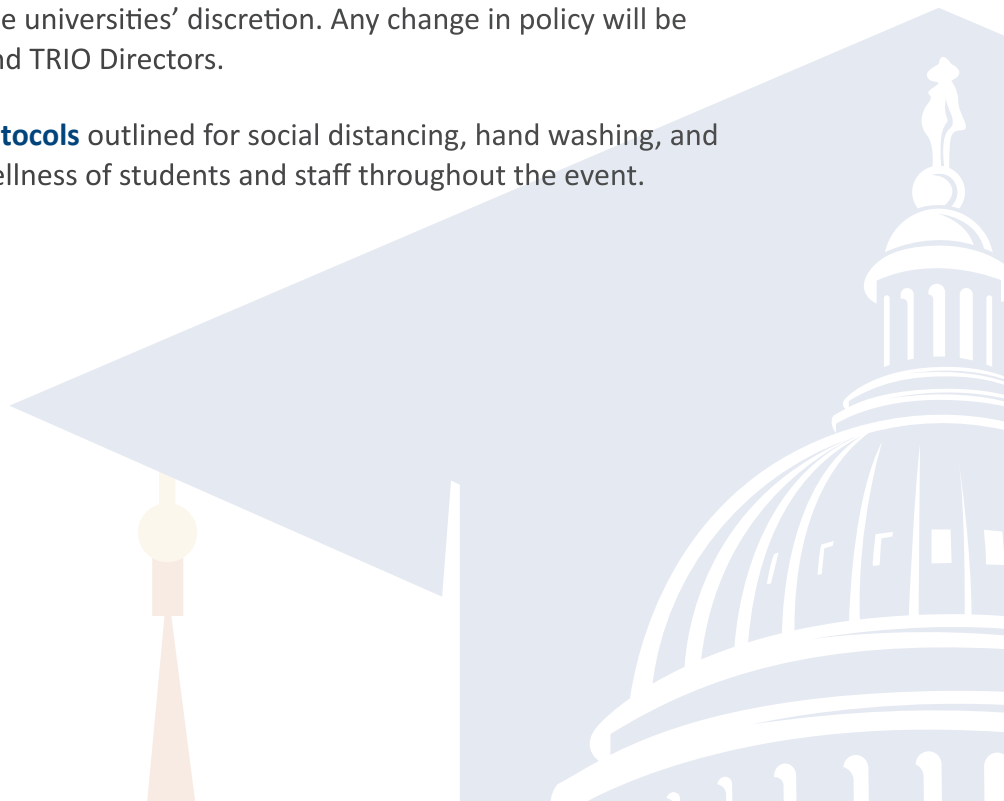 e universities’ discretion. Any change in policy will be
nd TRIO Directors.
tocols outlined for social distancing, hand washing, and
ellness of students and staff throughout the event.